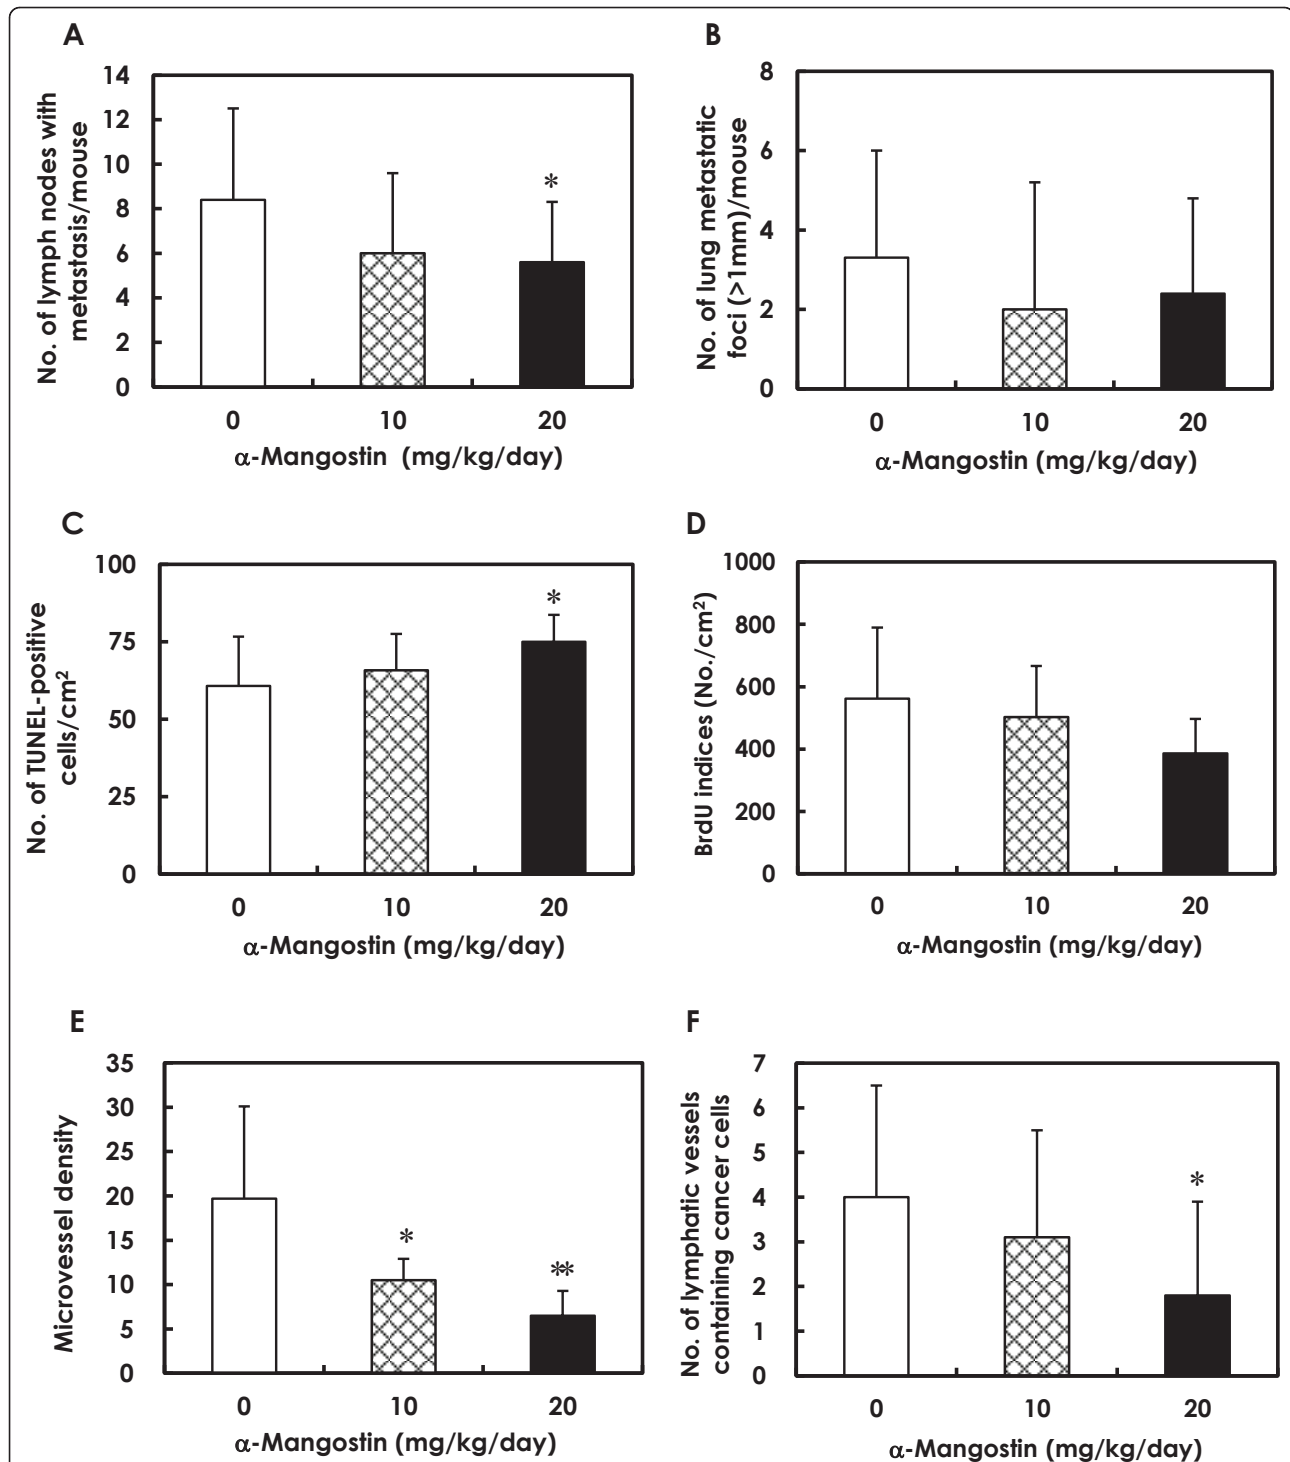 A
No. of lymph nodes with
metastasis/mouse
14
12
10
8
6
4
2
0
*
0 10 20
α-Mangostin (mg/kg/day)
B
No. of lung metastatic
foci (>1mm)/mouse
8
6
4
2
0
0 10 20
α-Mangostin (mg/kg/day)
C
No. of TUNEL-positive
cells/cm²
100
75
50
25
0
*
0 10 20
α-Mangostin (mg/kg/day)
D
BrdU indices (No./cm²)
1000
800
600
400
200
0
0 10 20
α-Mangostin (mg/kg/day)
E
Microvessel density
35
30
25
20
15
10
5
0
*
**
0 10 20
α-Mangostin (mg/kg/day)
F
No. of lymphatic vessels
containing cancer cells
7
6
5
4
3
2
1
0
*
0 10 20
α-Mangostin (mg/kg/day)